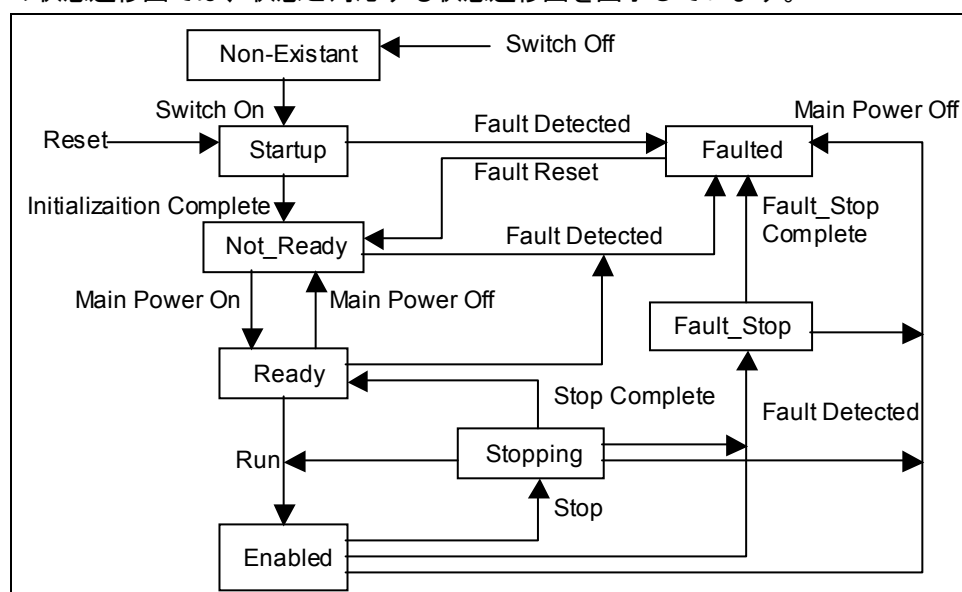 Switch Off
Non-Existant
Switch On
Main Power Off
Reset
Fault Detected
Startup
Faulted
Fault Reset
Initializaition Complete
Fault_Stop
Complete
Not_Ready
Fault Detected
Main Power On
Main Power Off
Fault_Stop
Ready
Stop Complete
Fault Detected
Run
Stopping
Stop
Enabled